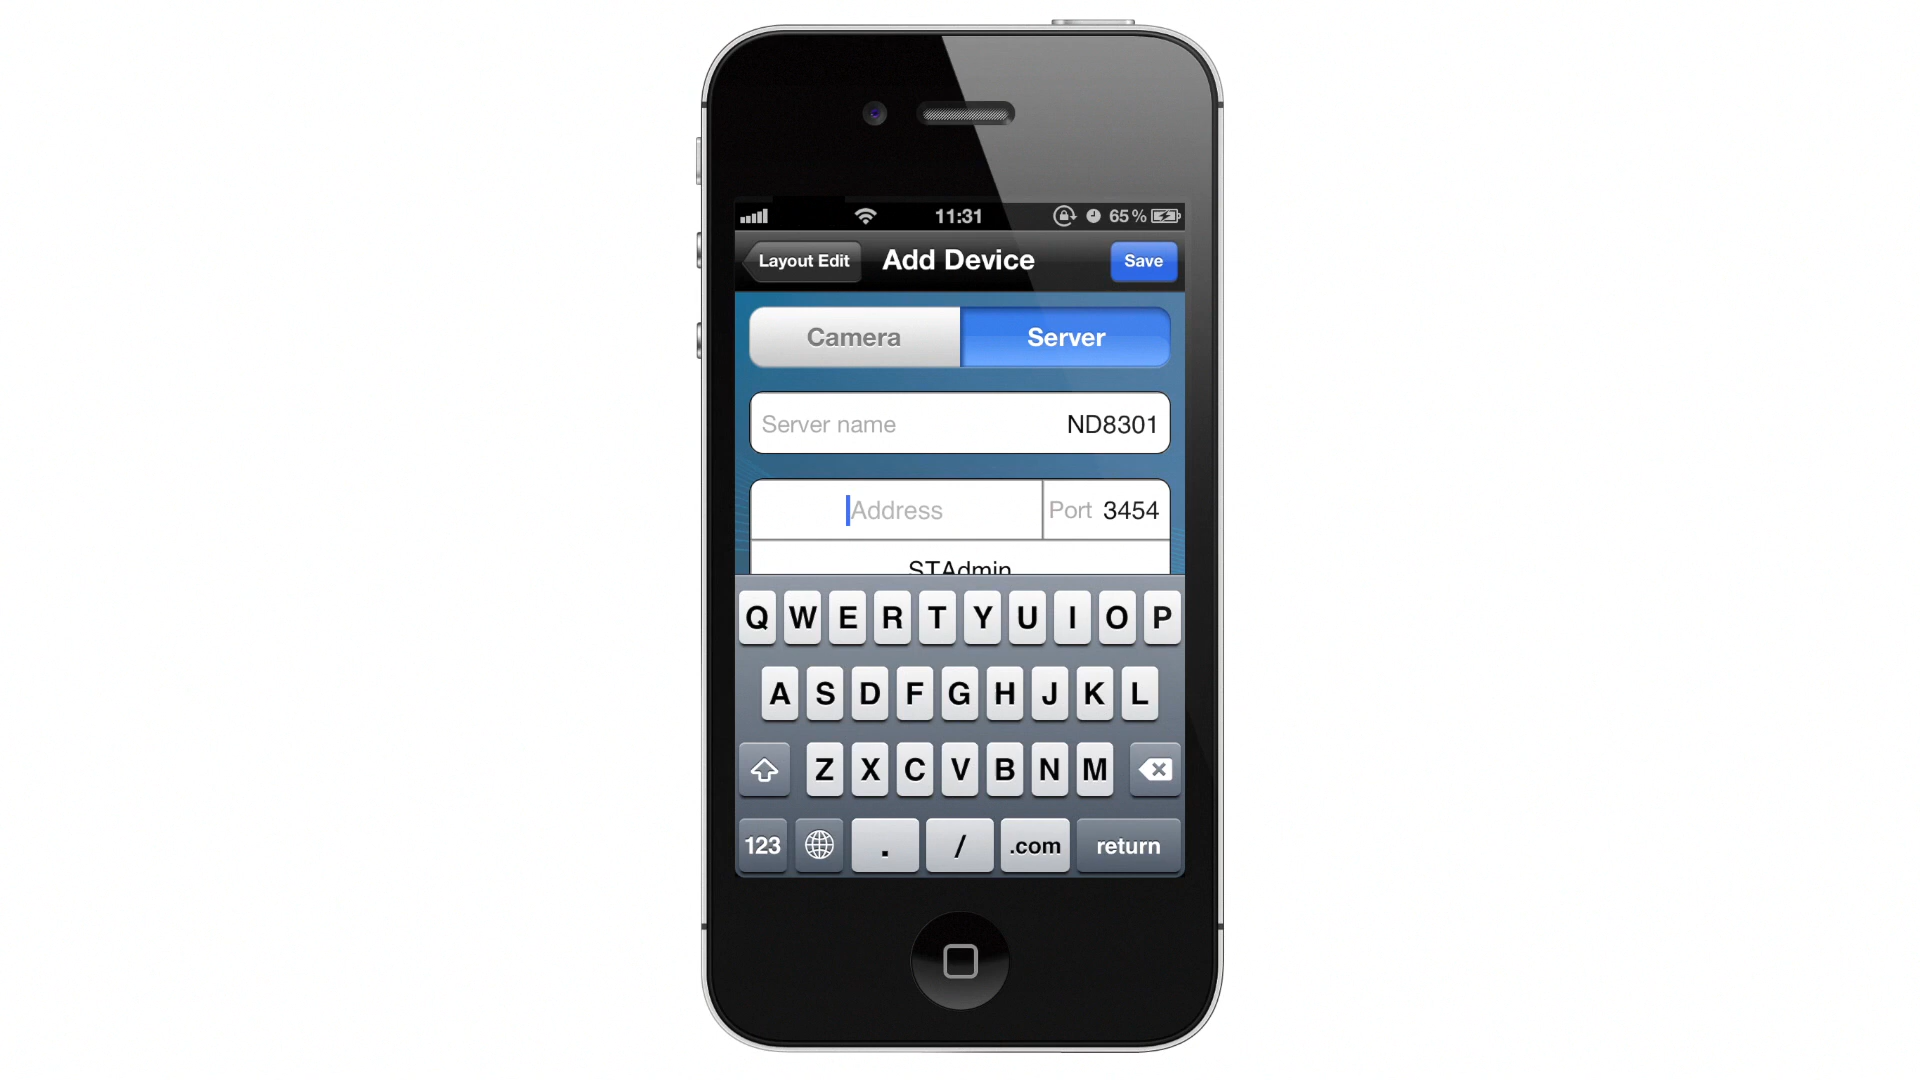 11:31 65%
Layout Edit Add Device Save
Camera Server
Server name ND8301
Address Port 3454
STAdmin
Q W E R T Y U I O P
A S D F G H J K L
Z X C V B N M
123 . / .com return